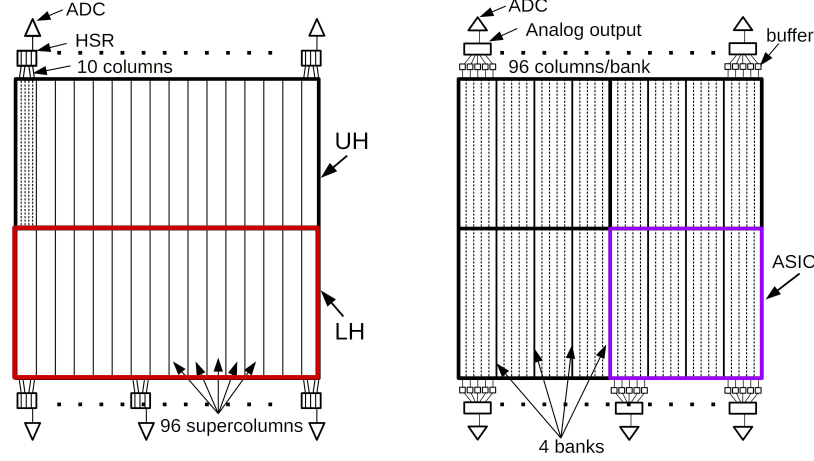 ADC
HSR
10 columns
UH
LH
96 supercolumns
ADC
Analog output
buffer
96 columns/bank
ASIC
4 banks